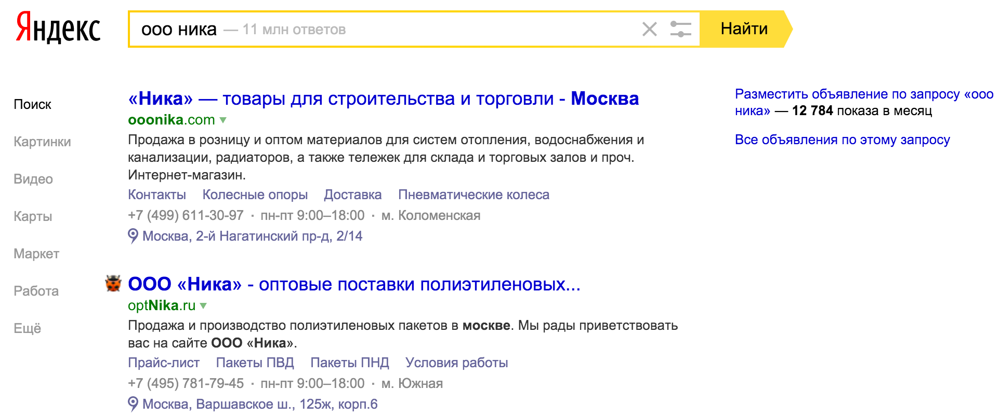 Яндекс
ооо ника — 11 млн ответов
Найти
Поиск
Картинки
Видео
Карты
Маркет
Работа
Ещё
«Ника» — товары для строительства и торговли - Москва
ooonika.com
Продажа в розницу и оптом материалов для систем отопления, водоснабжения и
канализации, радиаторов, а также тележек для склада и торговых залов и проч.
Интернет-магазин.
Контакты Колесные опоры Доставка Пневматические колеса
+7 (499) 611-30-97 · пн-пт 9:00–18:00 · м. Коломенская
Москва, 2-й Нагатинский пр-д, 2/14
ООО «Ника» - оптовые поставки полиэтиленовых...
optNika.ru
Продажа и производство полиэтиленовых пакетов в москве. Мы рады приветствовать
вас на сайте ООО «Ника».
Прайс-лист Пакеты ПВД Пакеты ПНД Условия работы
+7 (495) 781-79-45 · пн-пт 9:00–18:00 · м. Южная
Москва, Варшавское ш., 125ж, корп.6
Разместить объявление по запросу «ооо
ника» — 12 784 показа в месяц
Все объявления по этому запросу